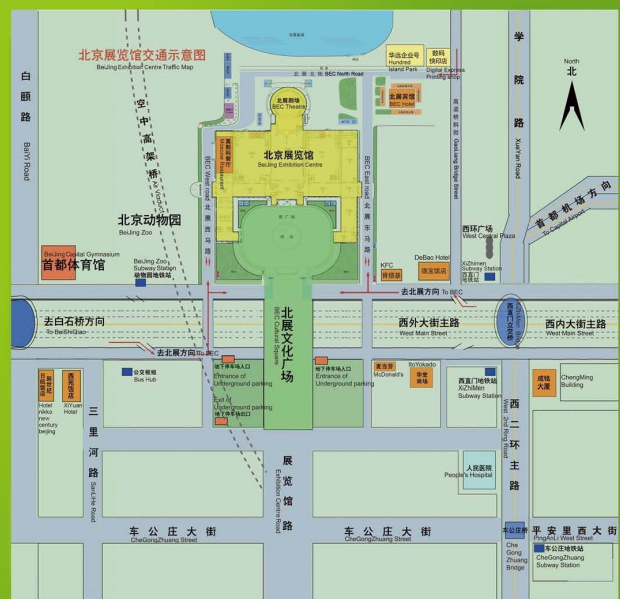 北京展览馆交通示意图
BeiJing Exhibition Centre Traffic Map
华远企业号
Hundred
Island Park
数码
快印店
Digital Express
Printing shop
学院路
XueYan Road
North
北
白颐路
BaiYi Road
空中高架桥
Air Viaduct
BEC North Road
北展剧场
BEC Theatre
北展宾馆
BEC Hotel
高梁桥斜街
GaoLiang Bridge Street
莫斯科餐厅
Moscow Restaurant
北京展览馆
BeiJing Exhibition Centre
BEC West road
北展西马路
BEC East road
北展东马路
首都机场方向
To Capital Airport
北京动物园
BeiJing Zoo
西环广场
West Central Plaza
BeiJing Capital Gymnasium
首都体育馆
BeiJing Zoo
Subway Station
动物园地铁站
KFC
肯德基
DeBao Hotel
德宝饭店
XiZhimen
Subway Station
西直门
地铁站
去北展方向 To BEC
去白石桥方向
To BeiShiQiao
北展文化广场
BEC Cultural Square
西外大街主路
West Main Street
西直门立交桥
西内大街主路
West Main Street
去北展方向 To BEC
地下停车场入口
Entrance of
Underground parking
地下停车场入口
Entrance of
Underground parking
Exit of
Underground parking
地下停车场出口
公交枢纽
Bus Hub
麦当劳
McDonald's
ItoYokado
华堂
商场
西直门地铁站
XiZhiMen
Subway Station
成铭
大厦
ChengMing
Building
Hotel
nikko
new
century
beijing
西苑饭店
XiYuan
Hotel
三里河路
SanLiHe Road
西二环主路
West 2nd Ring Road
展览馆路
Exhibition Centre Road
人民医院
People's Hospital
车公庄大街
CheGongZhuang Street
车公庄大街
CheGongZhuang Street
车公庄桥
Che
Gong
Zhuang
Bridge
平安里西大街
PingAnLi West Street
车公庄地铁站
CheGongZhuang
Subway Station